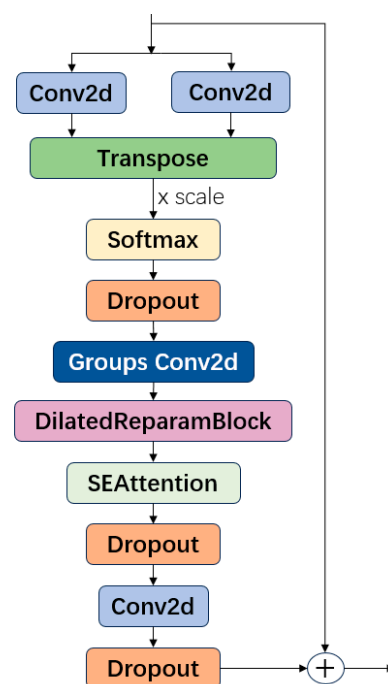 Conv2d
Conv2d
Transpose
x scale
Softmax
Dropout
Groups Conv2d
DilatedReparamBlock
SEAttention
Dropout
Conv2d
Dropout
+